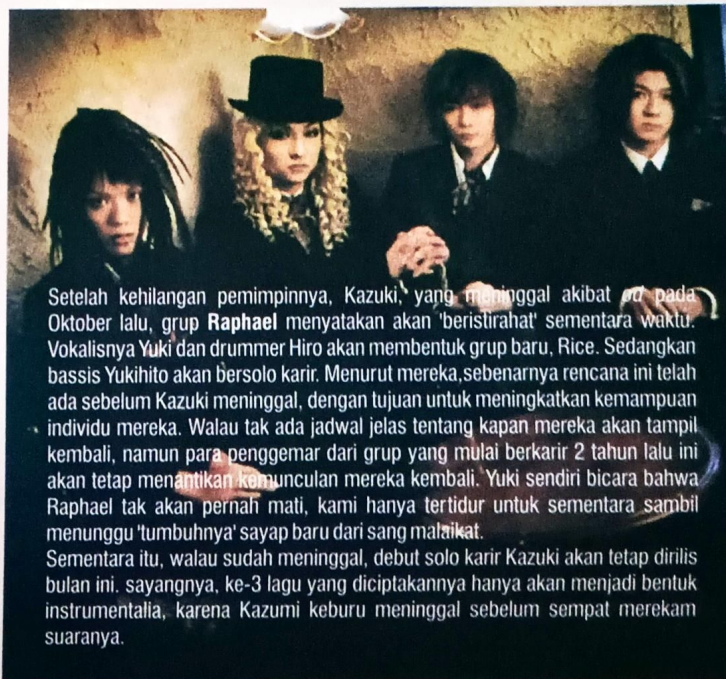 Setelah kehilangan pemimpinnya, Kazuki, yang meninggal akibat od pada
Oktober lalu, grup Raphael menyatakan akan 'beristirahat' sementara waktu.
Vokalisnya Yuki dan drummer Hiro akan membentuk grup baru, Rice. Sedangkan
bassis Yukihito akan bersolo karir. Menurut mereka,sebenarnya rencana ini telah
ada sebelum Kazuki meninggal, dengan tujuan untuk meningkatkan kemampuan
individu mereka. Walau tak ada jadwal jelas tentang kapan mereka akan tampil
kembali, namun para penggemar dari grup yang mulai berkarir 2 tahun lalu ini
akan tetap menantikan kemunculan mereka kembali. Yuki sendiri bicara bahwa
Raphael tak akan pernah mati, kami hanya tertidur untuk sementara sambil
menunggu 'tumbuhnya' sayap baru dari sang malaikat.
Sementara itu, walau sudah meninggal, debut solo karir Kazuki akan tetap dirilis
bulan ini. sayangnya, ke-3 lagu yang diciptakannya hanya akan menjadi bentuk
instrumentalia, karena Kazumi keburu meninggal sebelum sempat merekam
suaranya.